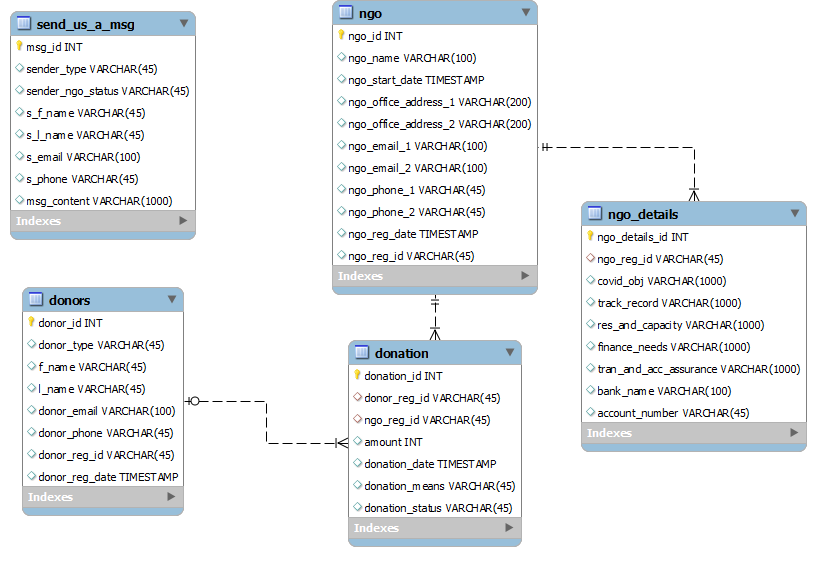 send_us_a_msg
msg_id INT
sender_type VARCHAR(45)
sender_ngo_status VARCHAR(45)
s_f_name VARCHAR(45)
s_l_name VARCHAR(45)
s_email VARCHAR(100)
s_phone VARCHAR(45)
msg_content VARCHAR(1000)
Indexes
ngo
ngo_id INT
ngo_name VARCHAR(100)
ngo_start_date TIMESTAMP
ngo_office_address_1 VARCHAR(200)
ngo_office_address_2 VARCHAR(200)
ngo_email_1 VARCHAR(100)
ngo_email_2 VARCHAR(100)
ngo_phone_1 VARCHAR(45)
ngo_phone_2 VARCHAR(45)
ngo_reg_date TIMESTAMP
ngo_reg_id VARCHAR(45)
Indexes
ngo_details
ngo_details_id INT
ngo_reg_id VARCHAR(45)
covid_obj VARCHAR(1000)
track_record VARCHAR(1000)
res_and_capacity VARCHAR(1000)
finance_needs VARCHAR(1000)
tran_and_acc_assurance VARCHAR(1000)
bank_name VARCHAR(100)
account_number VARCHAR(45)
Indexes
donors
donor_id INT
donor_type VARCHAR(45)
f_name VARCHAR(45)
l_name VARCHAR(45)
donor_email VARCHAR(100)
donor_phone VARCHAR(45)
donor_reg_id VARCHAR(45)
donor_reg_date TIMESTAMP
Indexes
donation
donation_id INT
donor_reg_id VARCHAR(45)
ngo_reg_id VARCHAR(45)
amount INT
donation_date TIMESTAMP
donation_means VARCHAR(45)
donation_status VARCHAR(45)
Indexes